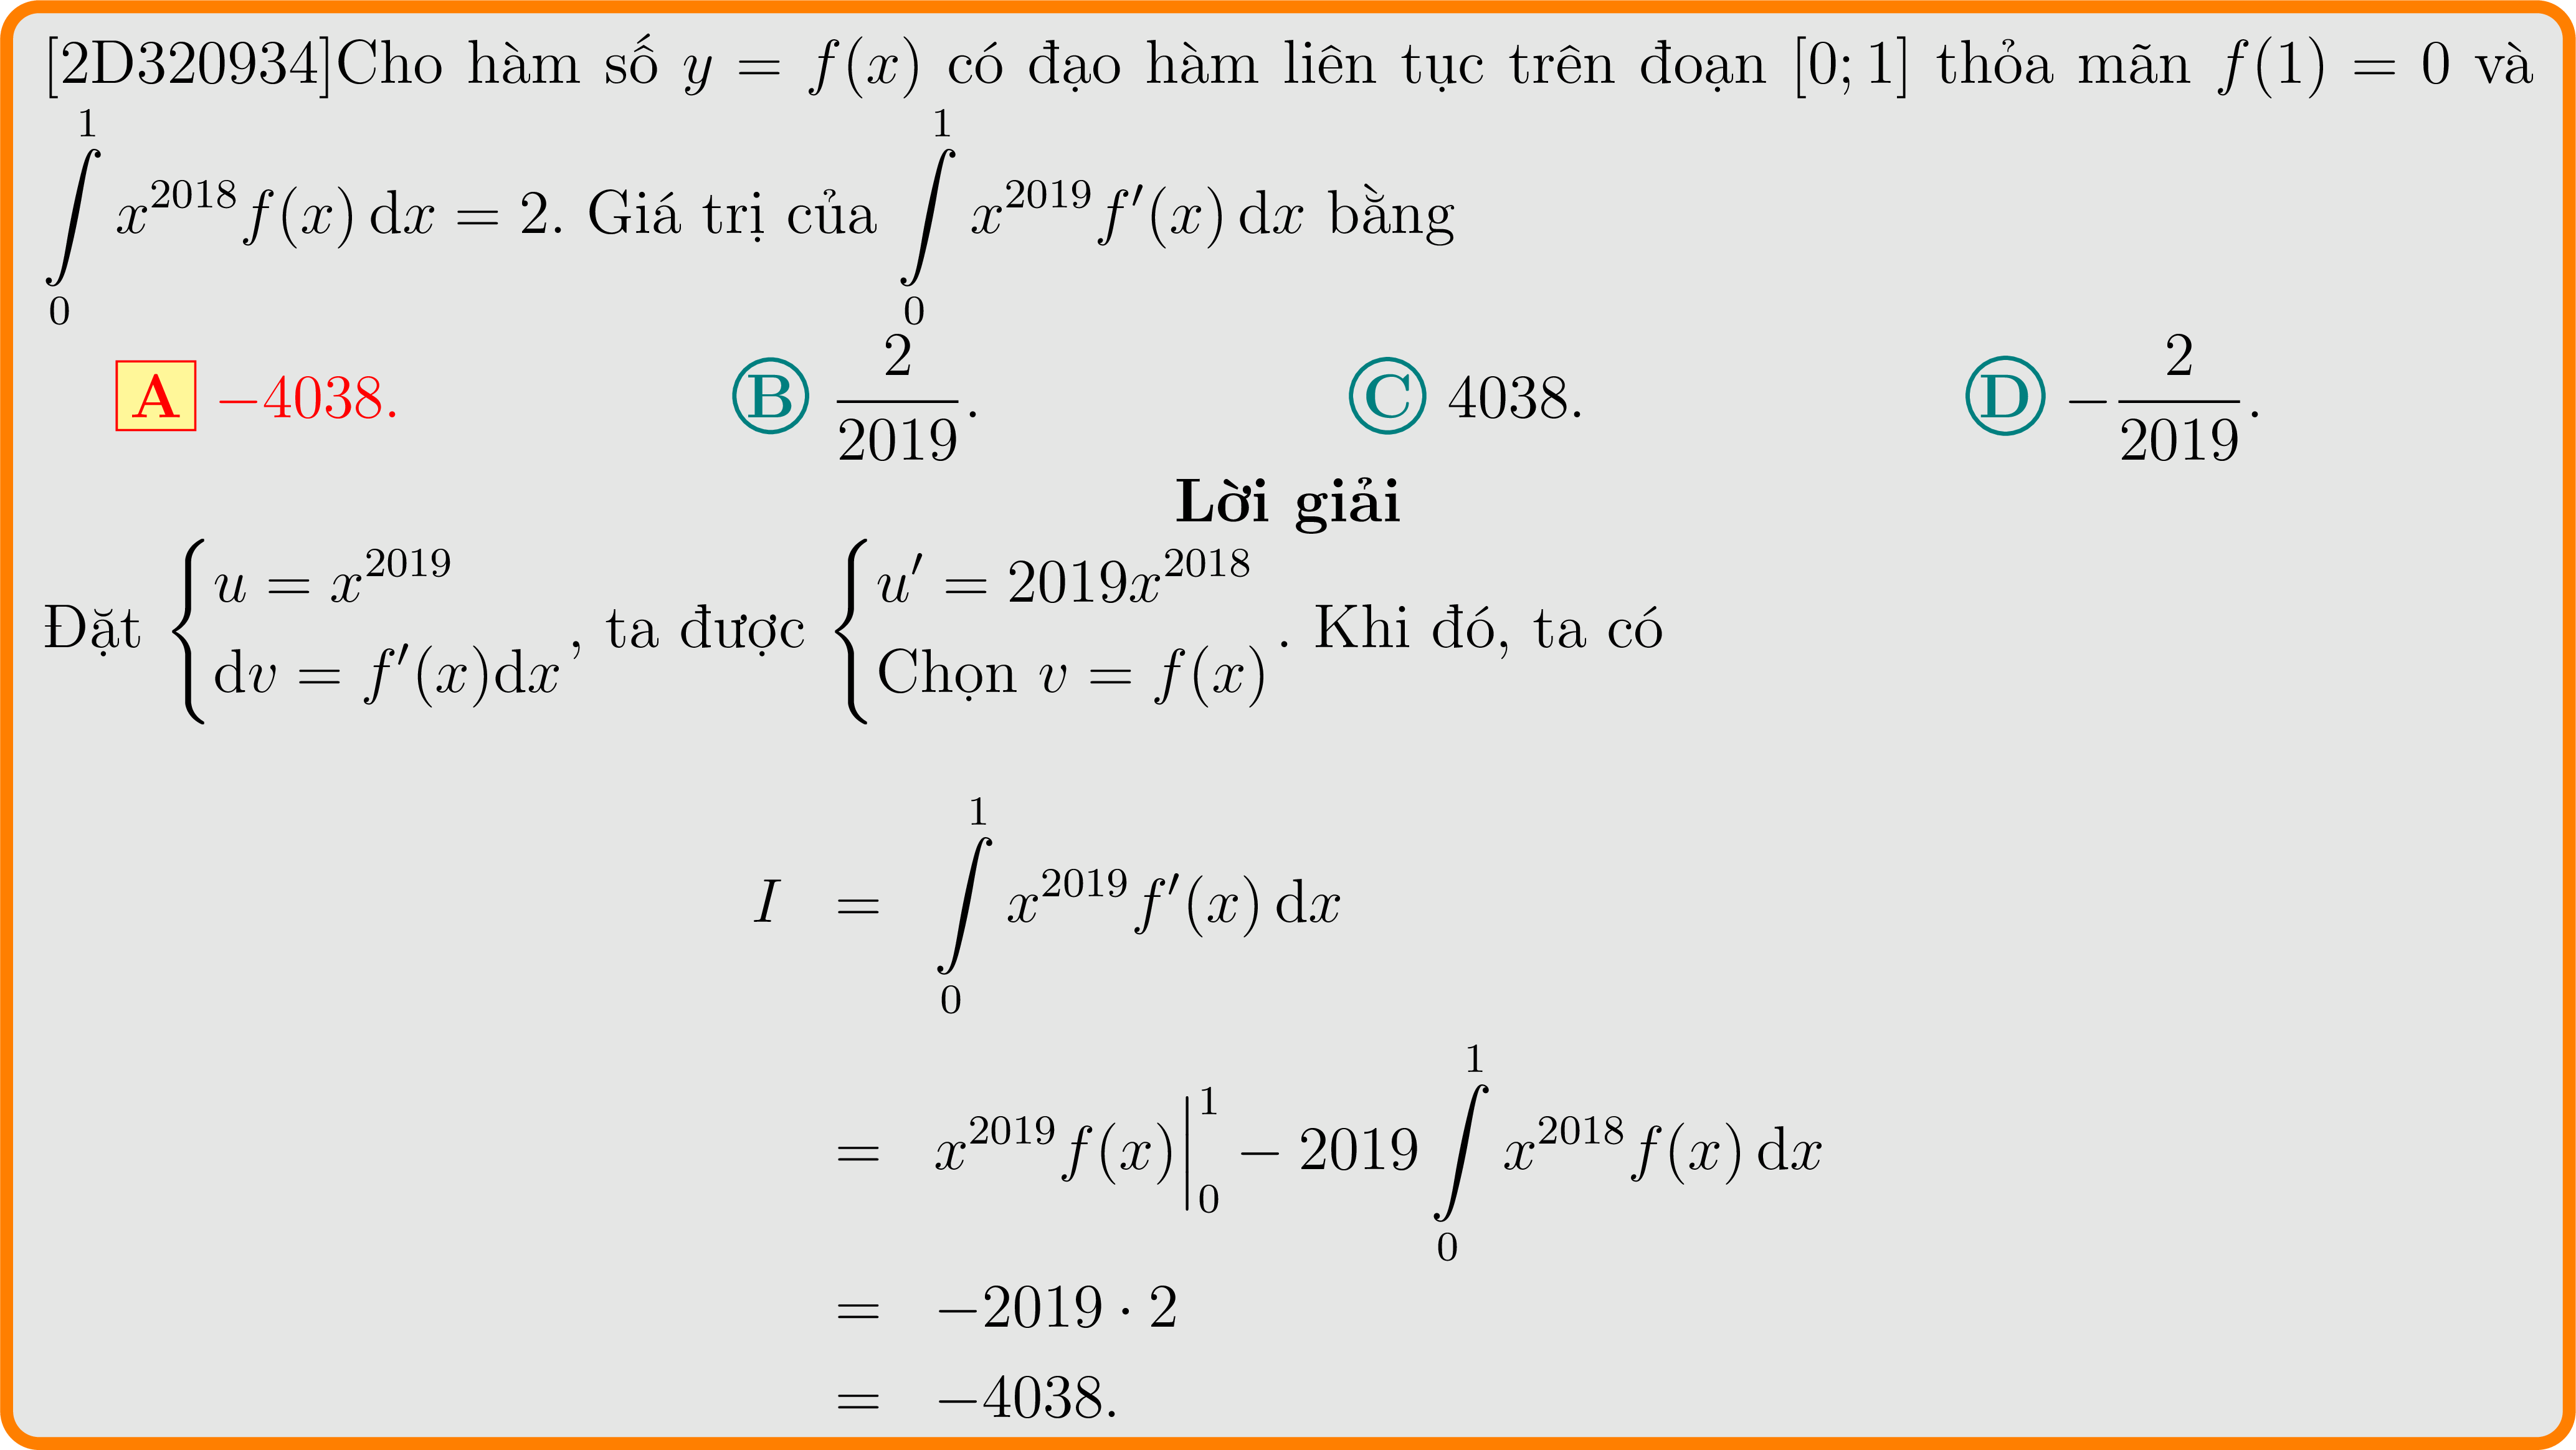 [2D320934]Cho hàm số $y = f(x)$ có đạo hàm liên tục trên đoạn $[0; 1]$ thỏa mãn $f(1) = 0$ và
$\int\limits_0^1 x^{2018} f(x)\,\mathrm{d}x = 2$. Giá trị của $\int\limits_0^1 x^{2019} f'(x)\,\mathrm{d}x$ bằng
A $-4038.$ B $\dfrac{2}{2019}.$ C $4038.$ D $-\dfrac{2}{2019}.$
Lời giải
Đặt $\begin{cases} u = x^{2019} \\ \mathrm{d}v = f'(x)\mathrm{d}x \end{cases}$, ta được $\begin{cases} u' = 2019x^{2018} \\ \text{Chọn } v = f(x) \end{cases}$. Khi đó, ta có
$I = \int\limits_0^1 x^{2019} f'(x)\,\mathrm{d}x$
$= x^{2019} f(x)\Big|_0^1 - 2019 \int\limits_0^1 x^{2018} f(x)\,\mathrm{d}x$
$= -2019 \cdot 2$
$= -4038.$